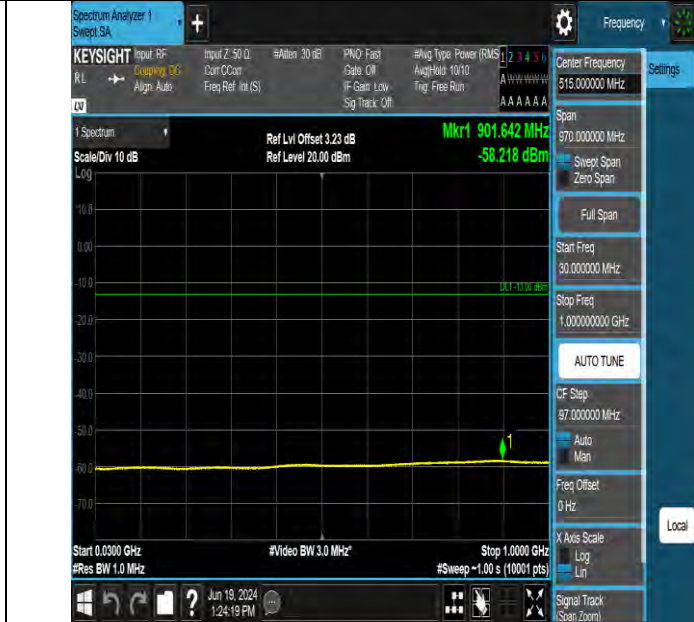 Spectrum Analyzer 1
Swept SA
+
Frequency
KEYSIGHT
RL
LXI
Input: RF
Coupling: DC
Align: Auto
Input Z: 50 Ω
Corr CCorr
Freq Ref: Int (S)
#Atten: 30 dB
PNO: Fast
Gate: Off
IF Gain: Low
Sig Track: Off
#Avg Type: Power (RMS
Avg|Hold: 10/10
Trig: Free Run
1 2 3 4 5 6
A W W W W W
A A A A A A
Center Frequency
515.000000 MHz
Settings
1 Spectrum
Scale/Div 10 dB
Log
Ref Lvl Offset 3.23 dB
Ref Level 20.00 dBm
Mkr1 901.642 MHz
-58.218 dBm
Span
970.000000 MHz
Swept Span
Zero Span
Full Span
Start Freq
30.000000 MHz
Stop Freq
1.000000000 GHz
AUTO TUNE
CF Step
97.000000 MHz
Auto
Man
Freq Offset
0 Hz
X Axis Scale
Log
Lin
Signal Track
(Span Zoom)
Local
10.0
0.00
-10.0
DL1 -13.00 dBm
-20.0
-30.0
-40.0
-50.0
1
-60.0
-70.0
Start 0.0300 GHz
#Res BW 1.0 MHz
#Video BW 3.0 MHz*
Stop 1.0000 GHz
#Sweep ~1.00 s (10001 pts)
?
Jun 19, 2024
1:24:19 PM